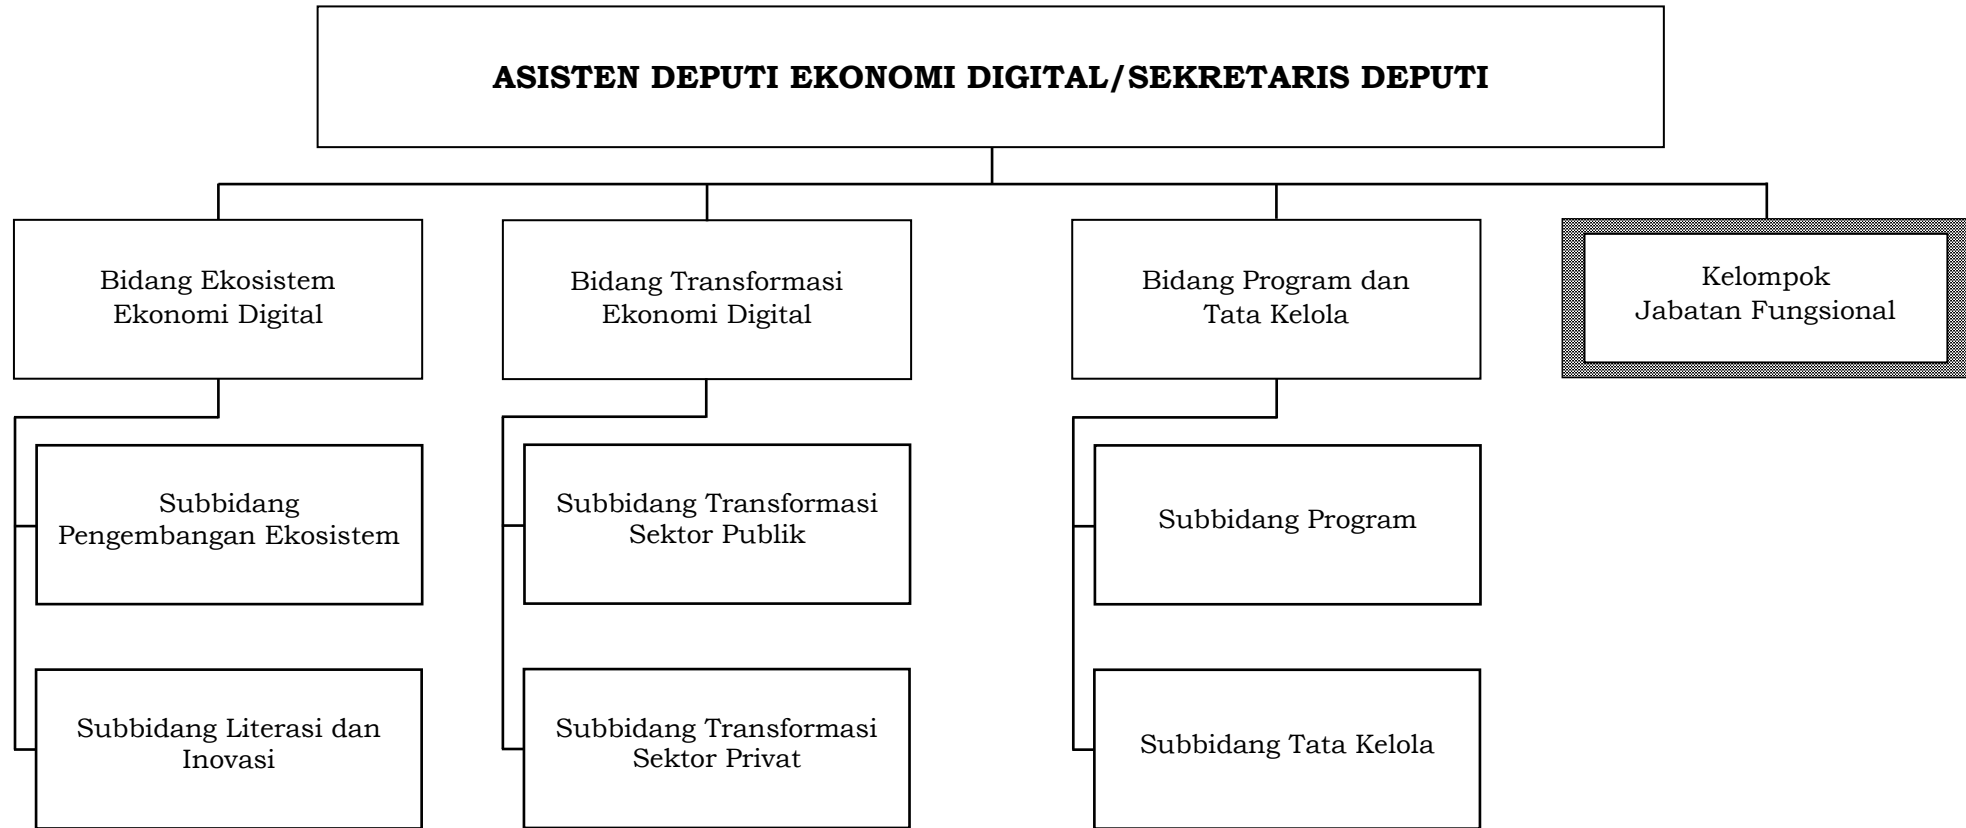 ASISTEN DEPUTI EKONOMI DIGITAL/SEKRETARIS DEPUTI
Bidang Ekosistem
Ekonomi Digital
Bidang Transformasi
Ekonomi Digital
Bidang Program dan
Tata Kelola
Kelompok
Jabatan Fungsional
Subbidang
Pengembangan Ekosistem
Subbidang Transformasi
Sektor Publik
Subbidang Program
Subbidang Literasi dan
Inovasi
Subbidang Transformasi
Sektor Privat
Subbidang Tata Kelola